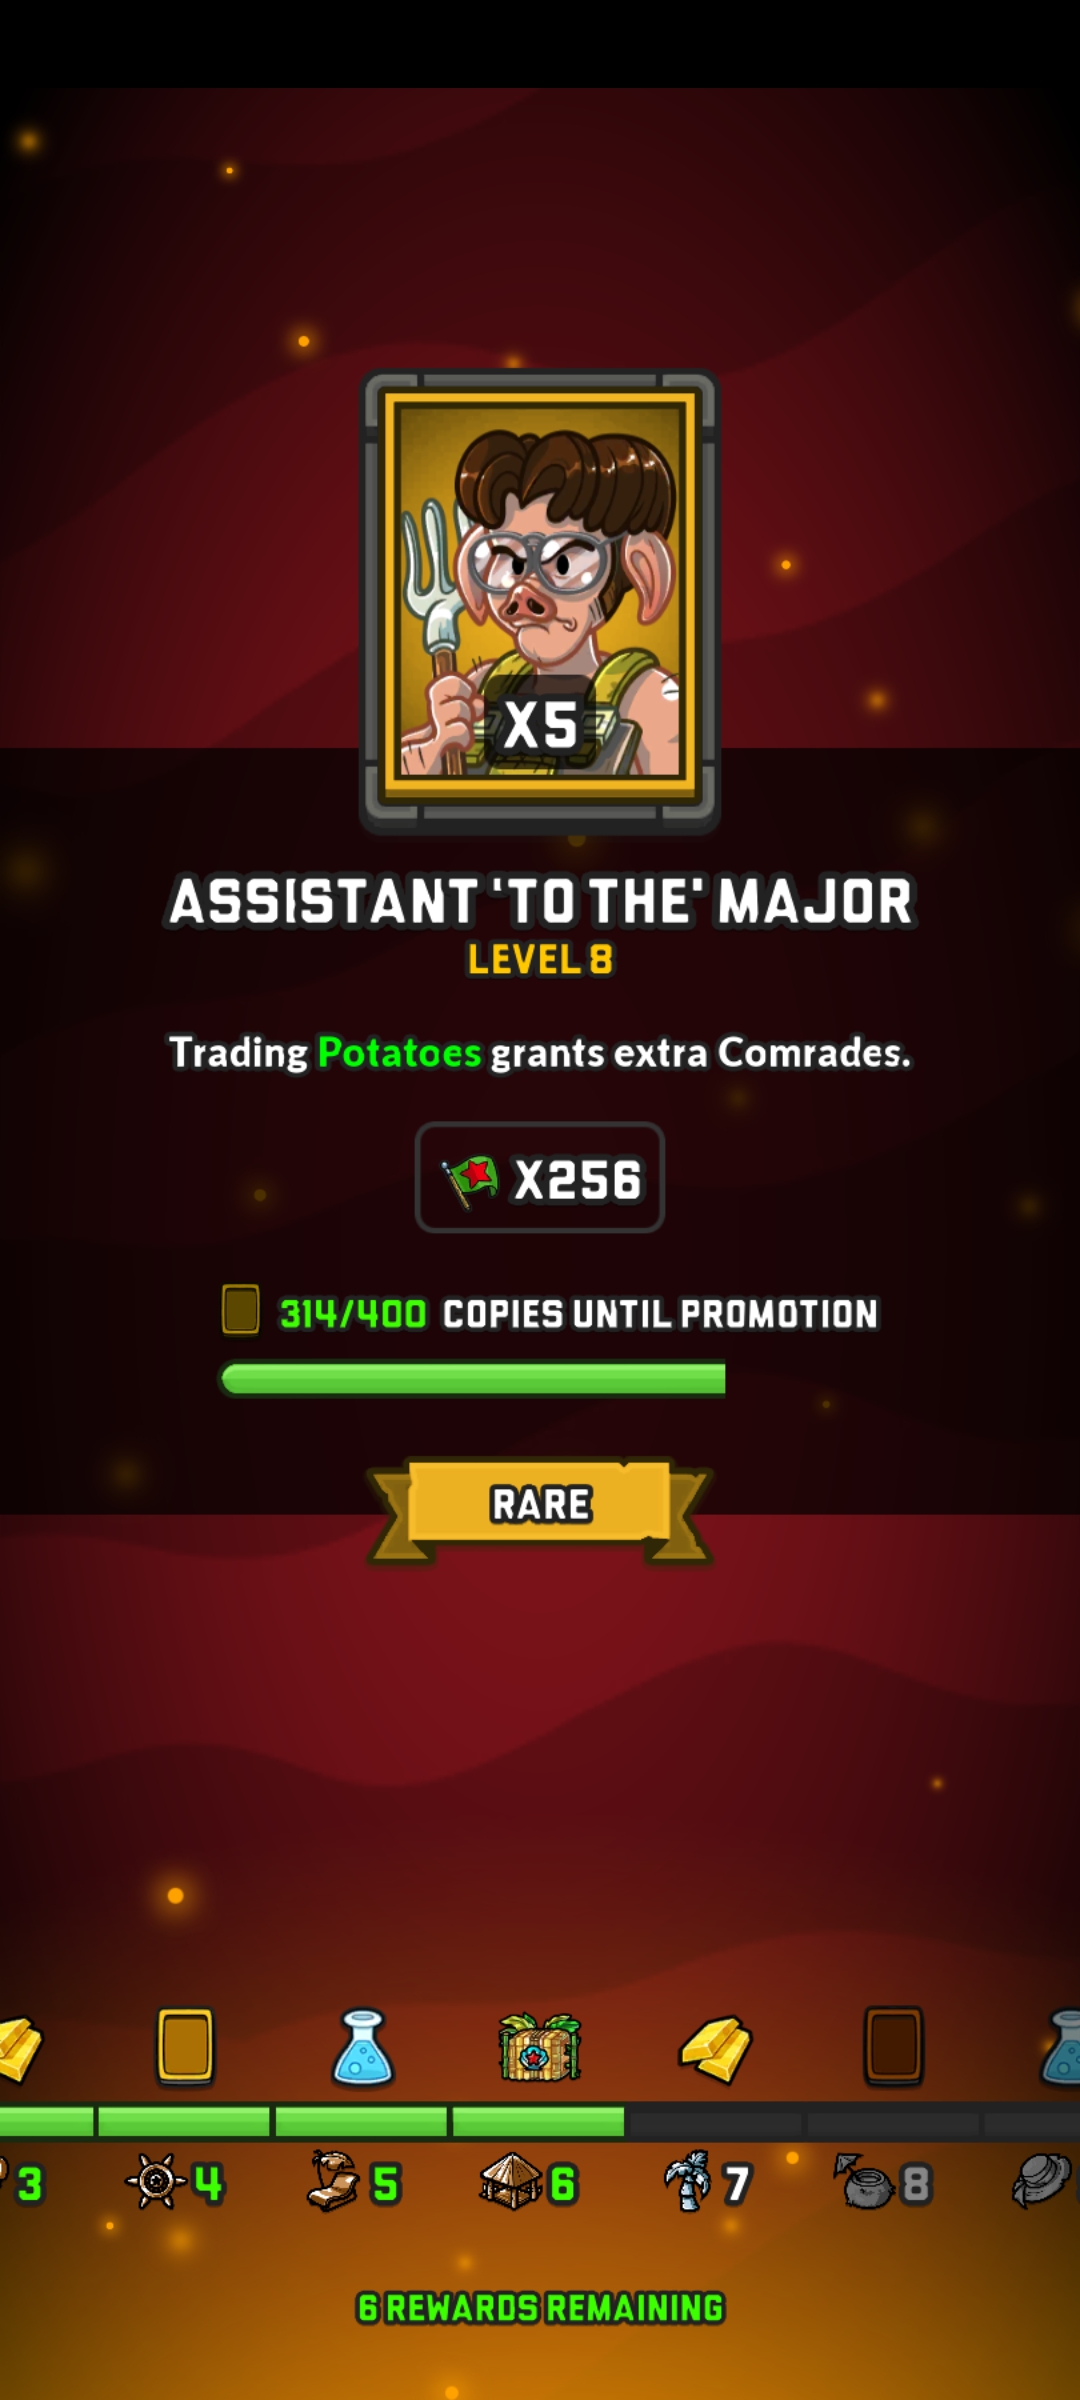 X5
ASSISTANT 'TO THE' MAJOR
LEVEL 8
Trading Potatoes grants extra Comrades.
X256
314/400 COPIES UNTIL PROMOTION
RARE
3 4 5 6 7 8
6 REWARDS REMAINING